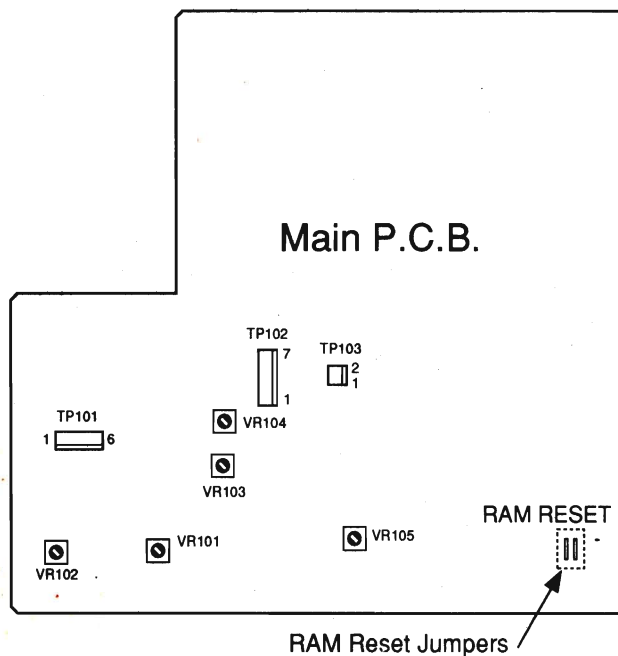 Main P.C.B.
TP102
7
1
TP103
2
1
TP101
1 6
VR104
VR103
VR101
VR102
VR105
RAM RESET
RAM Reset Jumpers